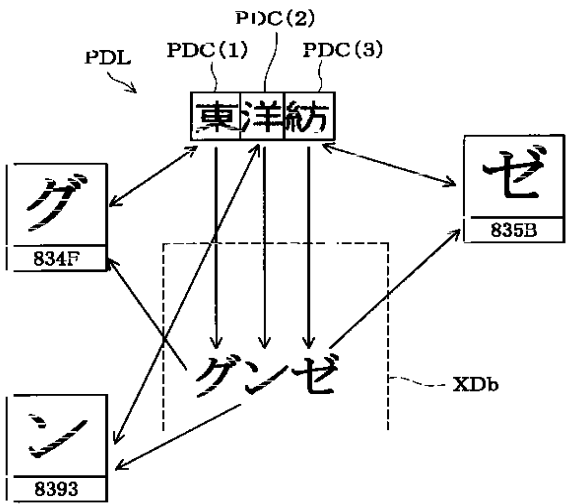 PDC(2)
PDC(1) PDC(3)
PDL
東洋紡
グ
834F
ゼ
835B
グンゼ
XDb
ン
8393